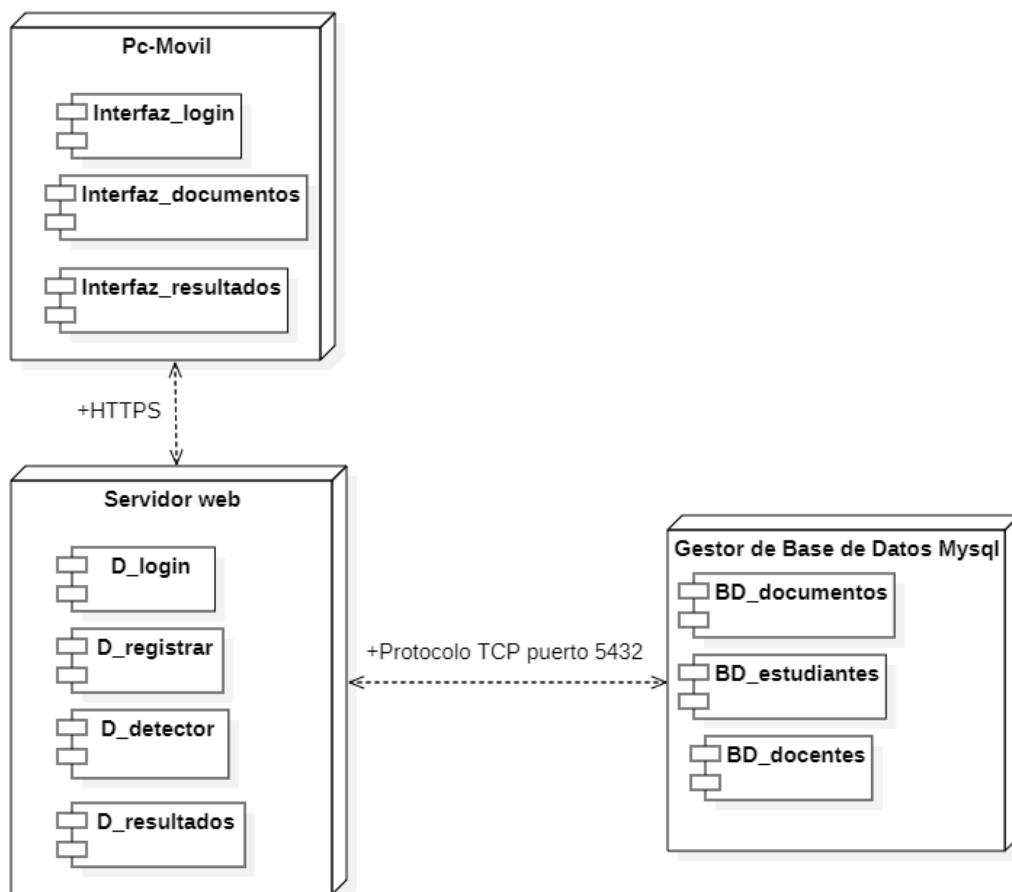 Pc-Movil
Interfaz_login
Interfaz_documentos
Interfaz_resultados
+HTTPS
Servidor web
D_login
D_registrar
D_detector
D_resultados
+Protocolo TCP puerto 5432
Gestor de Base de Datos Mysql
BD_documentos
BD_estudiantes
BD_docentes